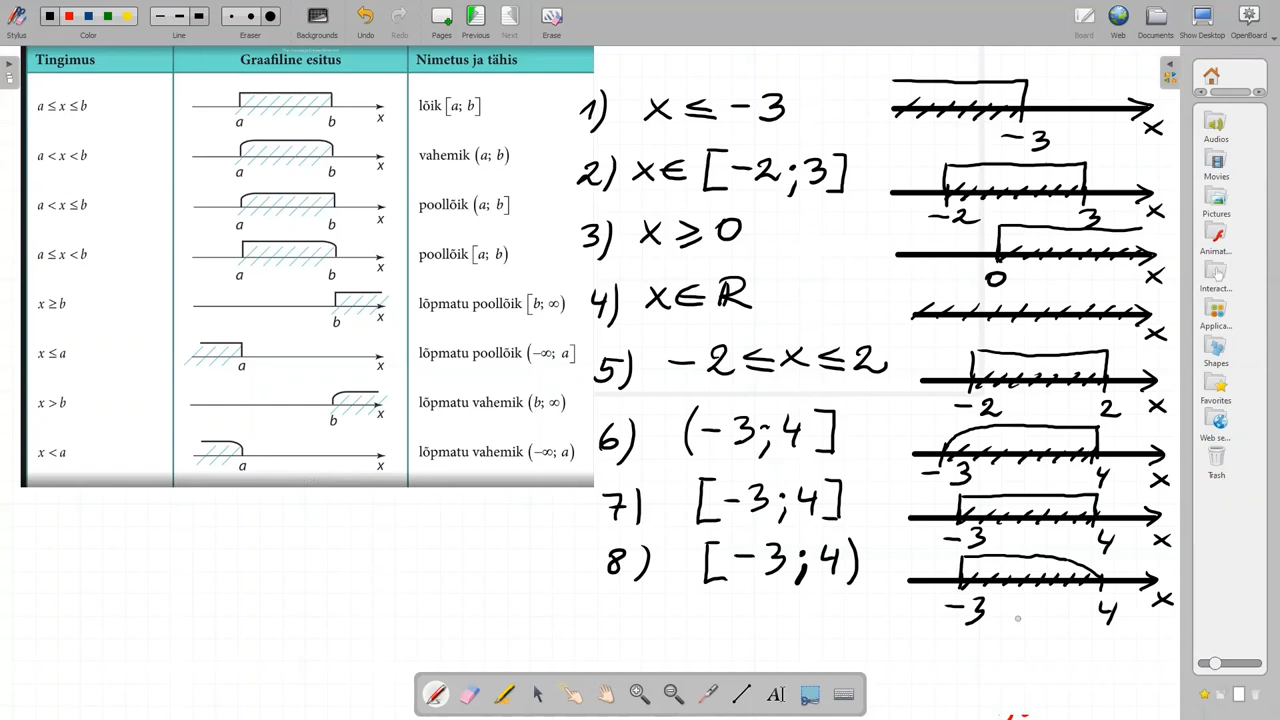 Stylus
Color
Line
Eraser
Backgrounds
Undo
Redo
Pages
Previous
Next
Erase
Board
Web
Documents
Show Desktop
OpenBoard
Tingimus Graafiline esitus Nimetus ja tähis
a ≤ x ≤ b a b x lõik [a; b]
a < x < b a b x vahemik (a; b)
a < x ≤ b a b x poollõik (a; b]
a ≤ x < b a b x poollõik [a; b)
x ≥ b b x lõpmatu poollõik [b; ∞)
x ≤ a a x lõpmatu poollõik (−∞; a]
x > b b x lõpmatu vahemik (b; ∞)
x < a a x lõpmatu vahemik (−∞; a)
1) x ≤ -3 -3 x
2) x ∈ [-2; 3] -2 3 x
3) x ≥ 0 0 x
4) x ∈ ℝ x
5) -2 ≤ x ≤ 2 -2 2 x
6) (-3; 4] -3 4 x
7) [-3; 4] -3 4 x
8) [-3; 4) -3 4 x
Audios
Movies
Pictures
Animat...
Interact...
Applica...
Shapes
Favorites
Web se...
Trash